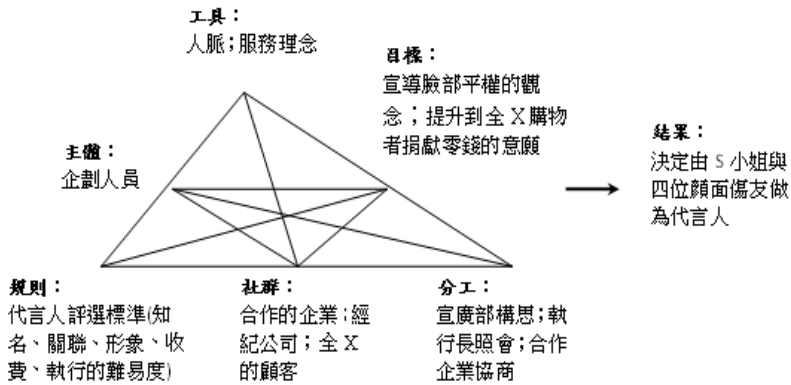 工具：
人脈；服務理念
目標：
宣導臉部平權的觀
念；提升到全 X 購物
者捐獻零錢的意願
主體：
企劃人員
結果：
決定由 S 小姐與
四位顏面傷友做
為代言人
規則：
代言人評選標準(知
名、關聯、形象、收
費、執行的難易度)
社群：
合作的企業；經
紀公司；全 X
的顧客
分工：
宣廣部構思；執
行長照會；合作
企業協商